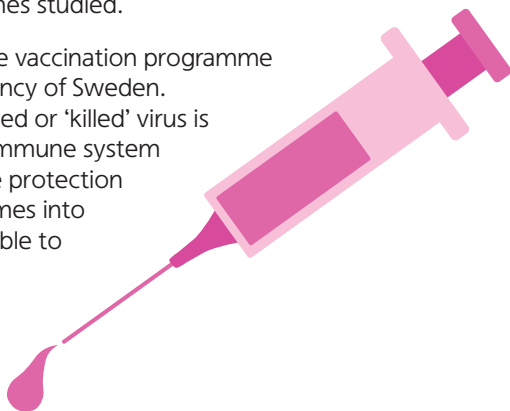 nes studied.
e vaccination programme
ncy of Sweden.
ed or ‘killed’ virus is
mmune system
e protection
mes into
ble to